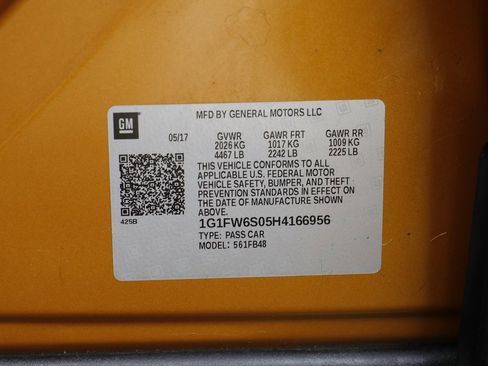 MFD BY GENERAL MOTORS LLC
GM
05/17 GVWR GAWR FRT GAWR RR
2026 KG 1017 KG 1009 KG
4467 LB 2242 LB 2225 LB
THIS VEHICLE CONFORMS TO ALL
APPLICABLE U.S. FEDERAL MOTOR
VEHICLE SAFETY, BUMPER, AND THEFT
PREVENTION STANDARDS IN EFFECT ON
THE DATE OF MANUFACTURE SHOWN
ABOVE.
425B
1G1FW6S05H4166956
TYPE: PASS CAR
MODEL: 561FB48